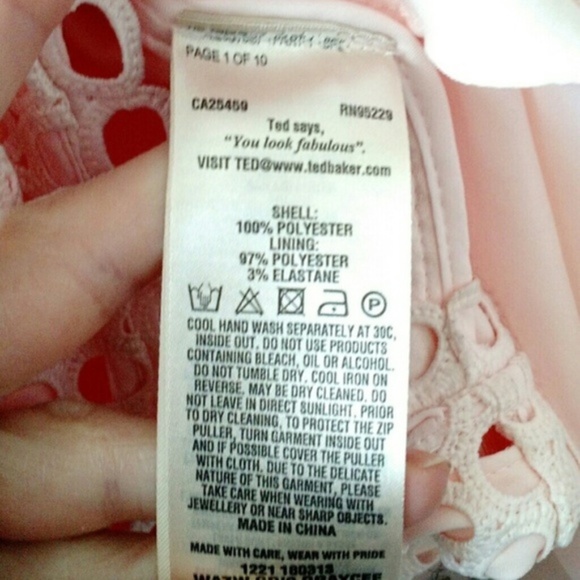 PAGE 1 OF 10
CA25459 RN95229
Ted says,
"You look fabulous".
VISIT TED@www.tedbaker.com
SHELL:
100% POLYESTER
LINING:
97% POLYESTER
3% ELASTANE
P
COOL HAND WASH SEPARATELY AT 30C,
INSIDE OUT. DO NOT USE PRODUCTS
CONTAINING BLEACH, OIL OR ALCOHOL.
DO NOT TUMBLE DRY. COOL IRON ON
REVERSE. MAY BE DRY CLEANED. DO
NOT LEAVE IN DIRECT SUNLIGHT. PRIOR
TO DRY CLEANING, TO PROTECT THE ZIP
PULLER, TURN GARMENT INSIDE OUT
AND IF POSSIBLE COVER THE PULLER
WITH CLOTH. DUE TO THE DELICATE
NATURE OF THIS GARMENT, PLEASE
TAKE CARE WHEN WEARING WITH
JEWELLERY OR NEAR SHARP OBJECTS.
MADE IN CHINA
MADE WITH CARE, WEAR WITH PRIDE
1221 180313